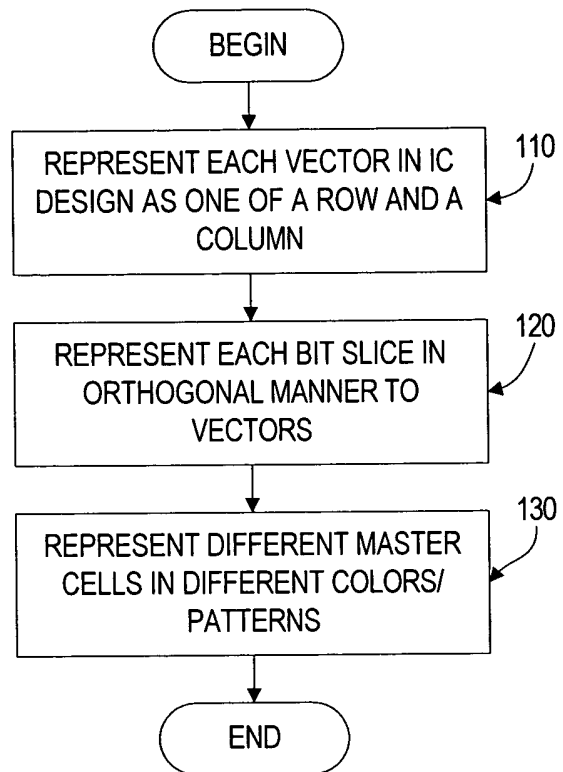 BEGIN
REPRESENT EACH VECTOR IN IC
DESIGN AS ONE OF A ROW AND A
COLUMN
110
REPRESENT EACH BIT SLICE IN
ORTHOGONAL MANNER TO
VECTORS
120
REPRESENT DIFFERENT MASTER
CELLS IN DIFFERENT COLORS/
PATTERNS
130
END